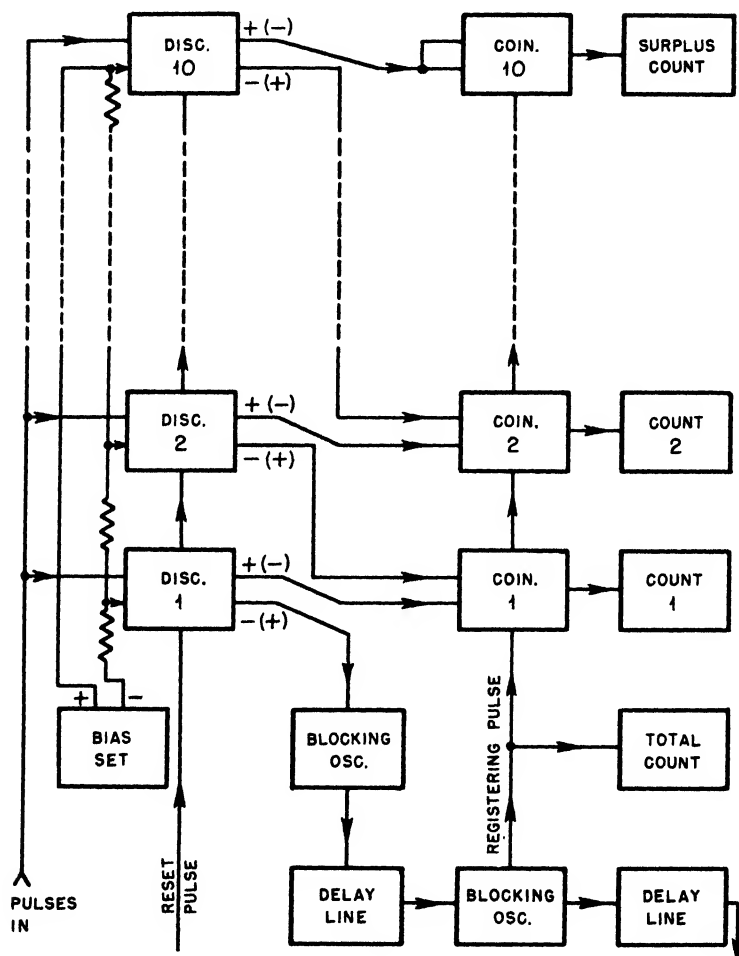 DISC.
10
+ (-)
- (+)
COIN.
10
SURPLUS
COUNT
DISC.
2
+ (-)
- (+)
COIN.
2
COUNT
2
DISC.
1
+ (-)
- (+)
COIN.
1
COUNT
1
+ -
BIAS
SET
BLOCKING
OSC.
REGISTERING PULSE
TOTAL
COUNT
PULSES
IN
RESET
PULSE
DELAY
LINE
BLOCKING
OSC.
DELAY
LINE